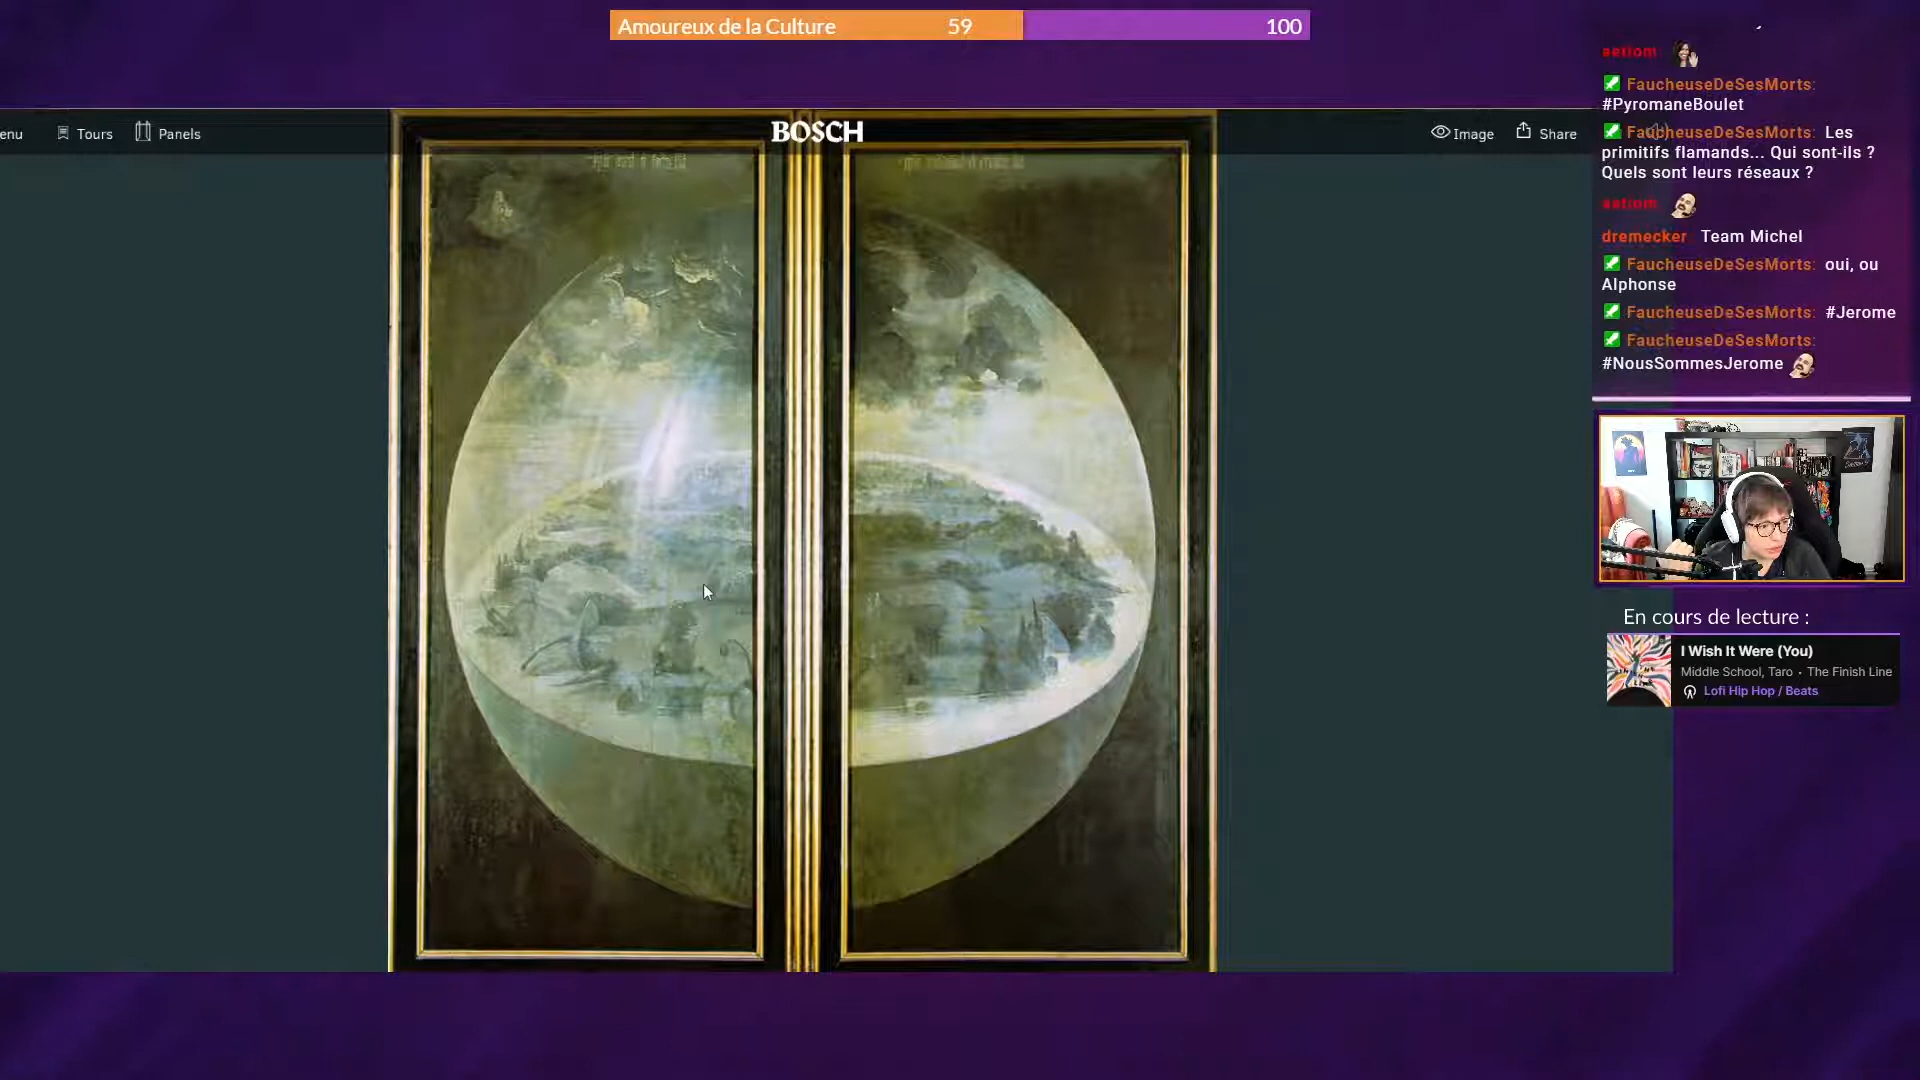 Amoureux de la Culture 59 100
enu Tours Panels BOSCH Image Share
aetiom
FaucheuseDeSesMorts:
#PyromaneBoulet
FaucheuseDeSesMorts: Les
primitifs flamands... Qui sont-ils ?
Quels sont leurs réseaux ?
aetiom
dremecker Team Michel
FaucheuseDeSesMorts: oui, ou
Alphonse
FaucheuseDeSesMorts: #Jerome
FaucheuseDeSesMorts:
#NousSommesJerome
En cours de lecture :
I Wish It Were (You)
Middle School, Taro • The Finish Line
Lofi Hip Hop / Beats